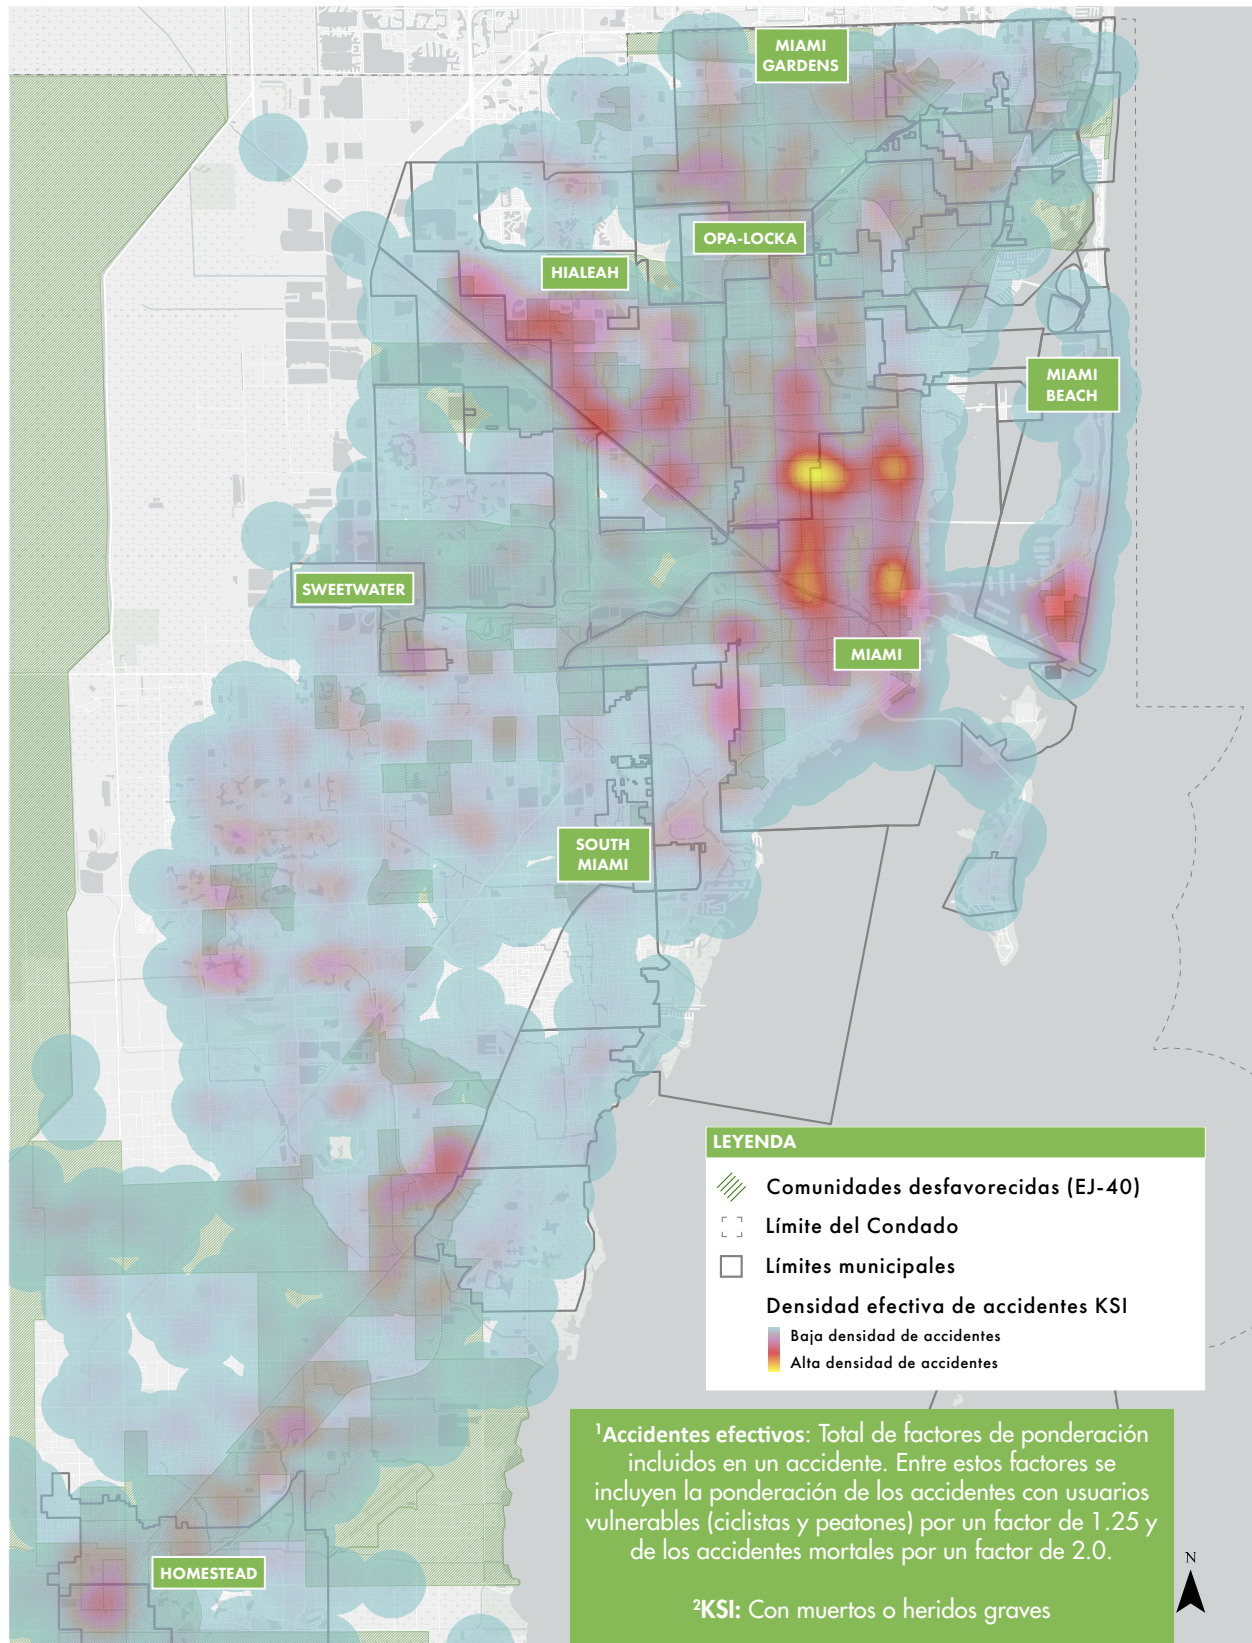 MIAMI
GARDENS
OPA-LOCKA
HIALEAH
MIAMI
BEACH
SWEETWATER
MIAMI
SOUTH
MIAMI
HOMESTEAD
LEYENDA
Comunidades desfavorecidas (EJ-40)
Límite del Condado
Límites municipales
Densidad efectiva de accidentes KSI
Baja densidad de accidentes
Alta densidad de accidentes
¹Accidentes efectivos: Total de factores de ponderación
incluidos en un accidente. Entre estos factores se
incluyen la ponderación de los accidentes con usuarios
vulnerables (ciclistas y peatones) por un factor de 1.25 y
de los accidentes mortales por un factor de 2.0.
²KSI: Con muertos o heridos graves
N